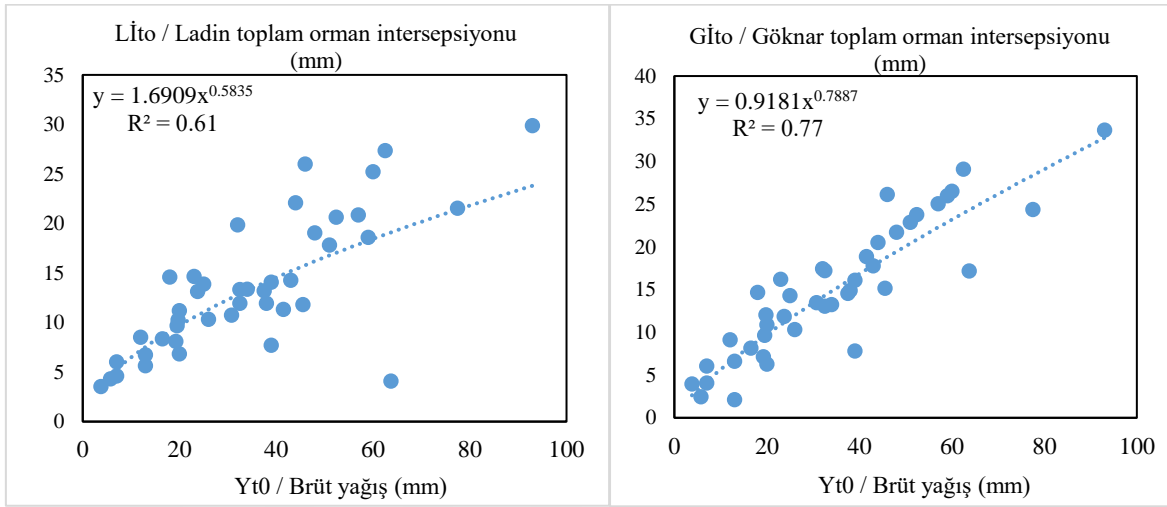 Lİto / Ladin toplam orman intersepsiyonu
(mm)
y = 1.6909x^0.5835
R² = 0.61
35
30
25
20
15
10
5
0
0 20 40 60 80 100
Yt0 / Brüt yağış (mm)
GİtO / Göknar toplam orman intersepsiyonu
(mm)
y = 0.9181x^0.7887
R² = 0.77
40
35
30
25
20
15
10
5
0
0 20 40 60 80 100
Yt0 / Brüt yağış (mm)